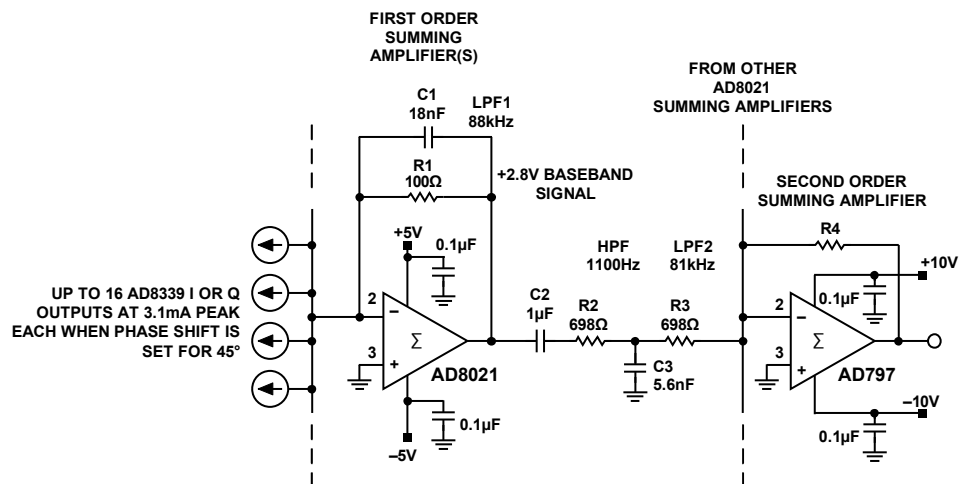 FIRST ORDER
SUMMING
AMPLIFIER(S)
FROM OTHER
AD8021
SUMMING AMPLIFIERS
C1
18nF
LPF1
88kHz
R1
100Ω
+2.8V BASEBAND
SIGNAL
SECOND ORDER
SUMMING AMPLIFIER
R4
+5V
0.1µF
HPF
1100Hz
LPF2
81kHz
+10V
0.1µF
UP TO 16 AD8339 I OR Q
OUTPUTS AT 3.1mA PEAK
EACH WHEN PHASE SHIFT IS
SET FOR 45°
2
–
Σ
3
+
AD8021
C2
1µF
R2
698Ω
R3
698Ω
C3
5.6nF
2
–
Σ
3
+
AD797
0.1µF
–5V
–10V
0.1µF